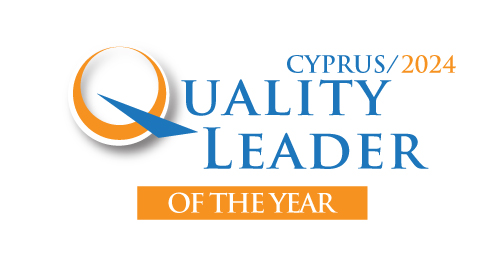 CYPRUS/2024
QUALITY
LEADER
OF THE YEAR